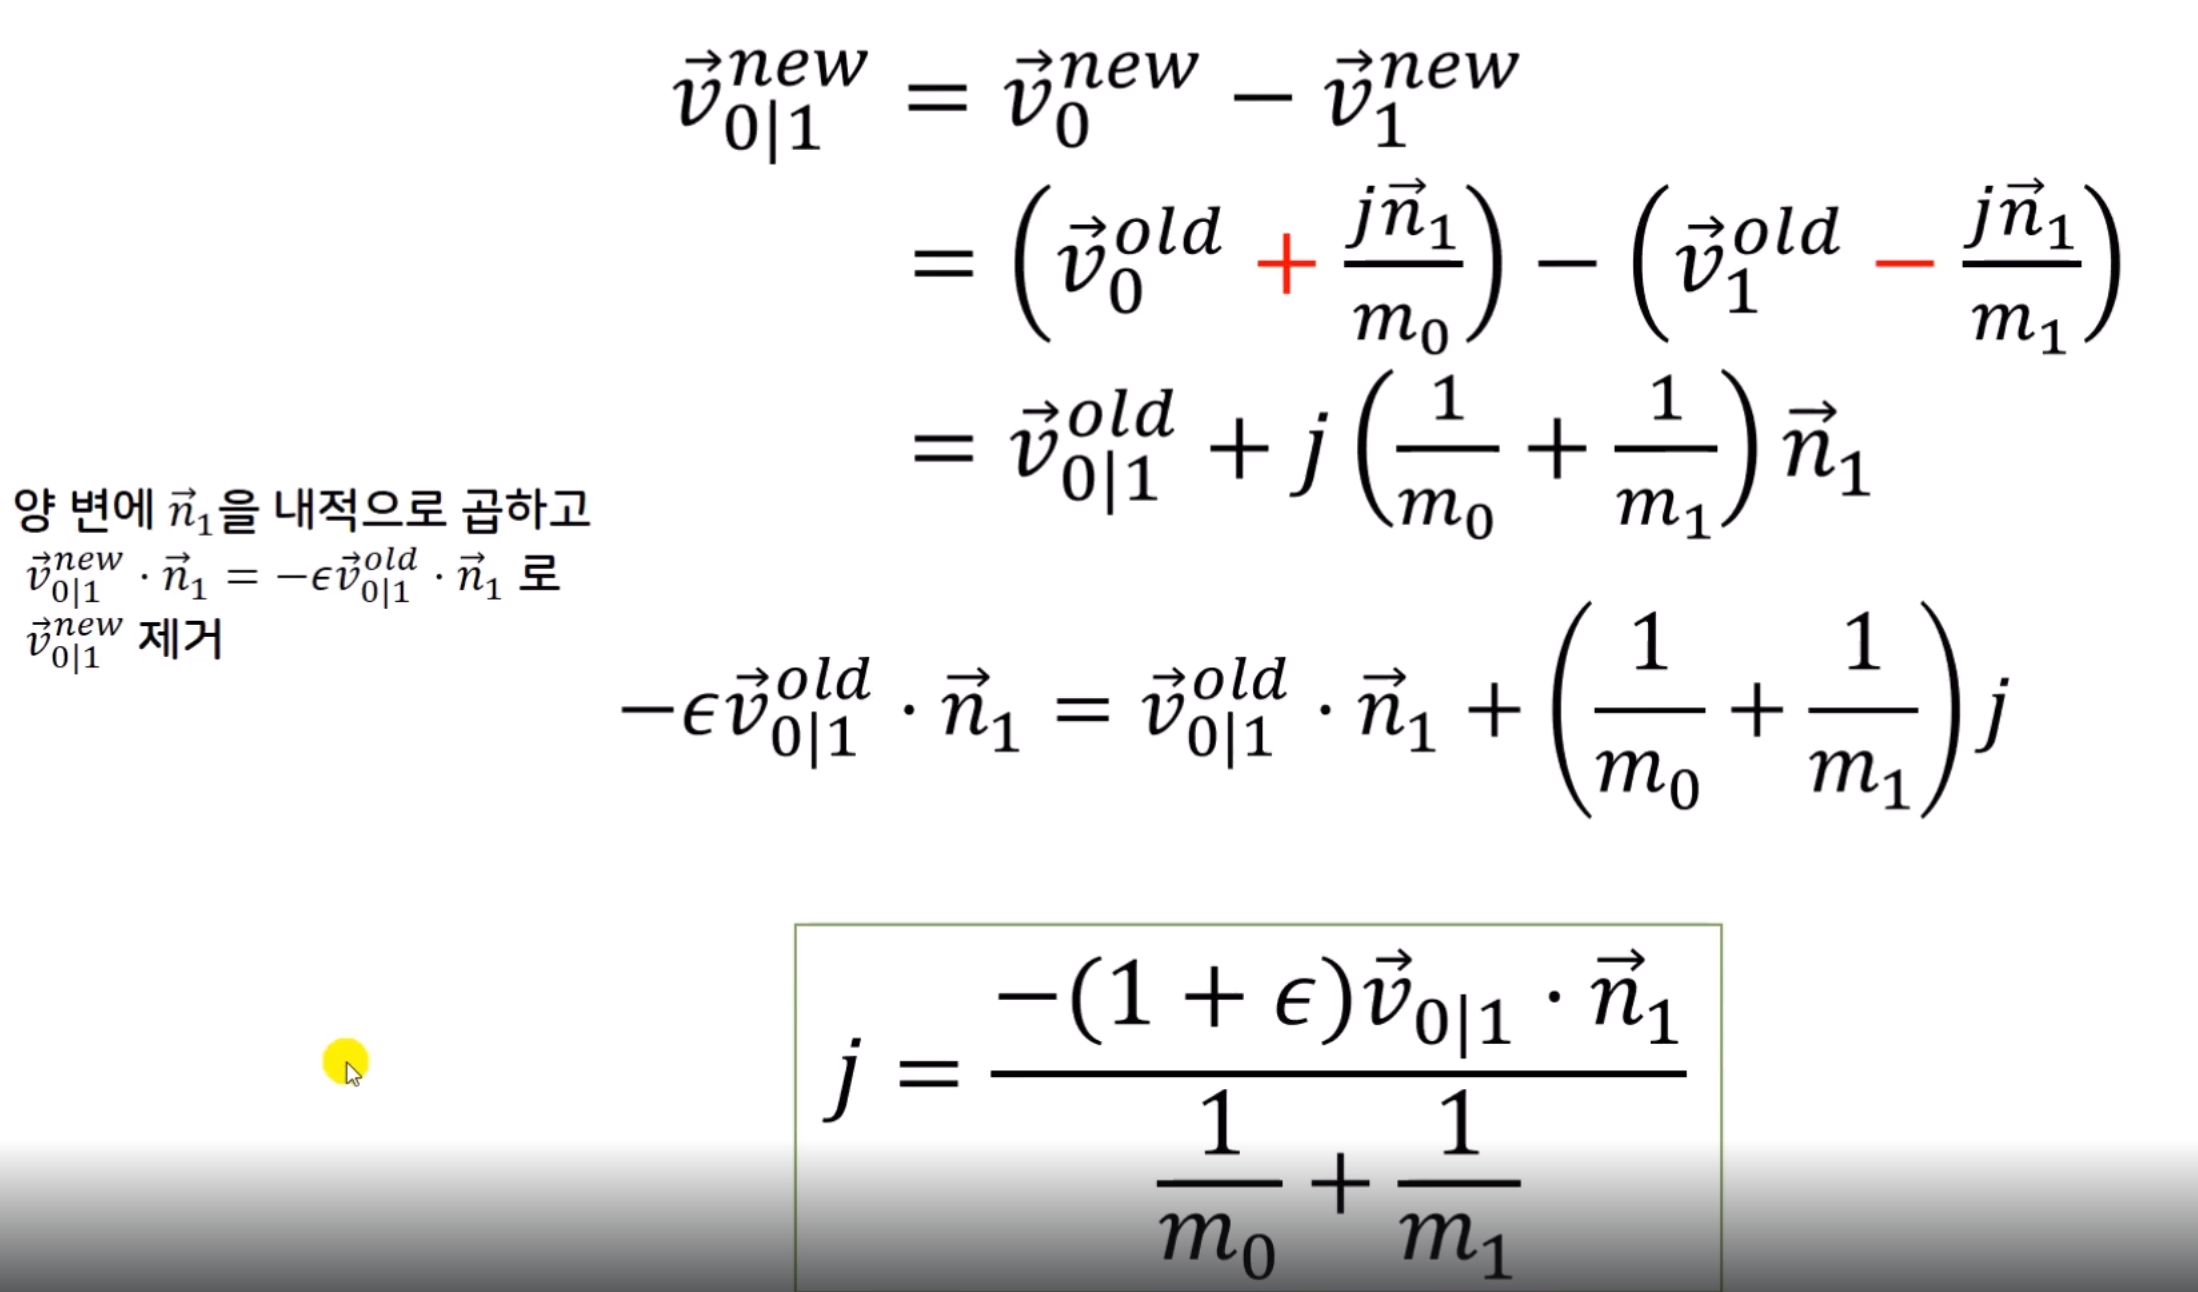 $\vec{v}_{0|1}^{new} = \vec{v}_0^{new} - \vec{v}_1^{new}$
$= \left( \vec{v}_0^{old} + \frac{j\vec{n}_1}{m_0} \right) - \left( \vec{v}_1^{old} - \frac{j\vec{n}_1}{m_1} \right)$
$= \vec{v}_{0|1}^{old} + j \left( \frac{1}{m_0} + \frac{1}{m_1} \right) \vec{n}_1$
양 변에 $\vec{n}_1$을 내적으로 곱하고
$\vec{v}_{0|1}^{new} \cdot \vec{n}_1 = -\epsilon \vec{v}_{0|1}^{old} \cdot \vec{n}_1$ 로
$\vec{v}_{0|1}^{new}$ 제거
$-\epsilon \vec{v}_{0|1}^{old} \cdot \vec{n}_1 = \vec{v}_{0|1}^{old} \cdot \vec{n}_1 + \left( \frac{1}{m_0} + \frac{1}{m_1} \right) j$
$j = \frac{-(1 + \epsilon) \vec{v}_{0|1} \cdot \vec{n}_1}{\frac{1}{m_0} + \frac{1}{m_1}}$